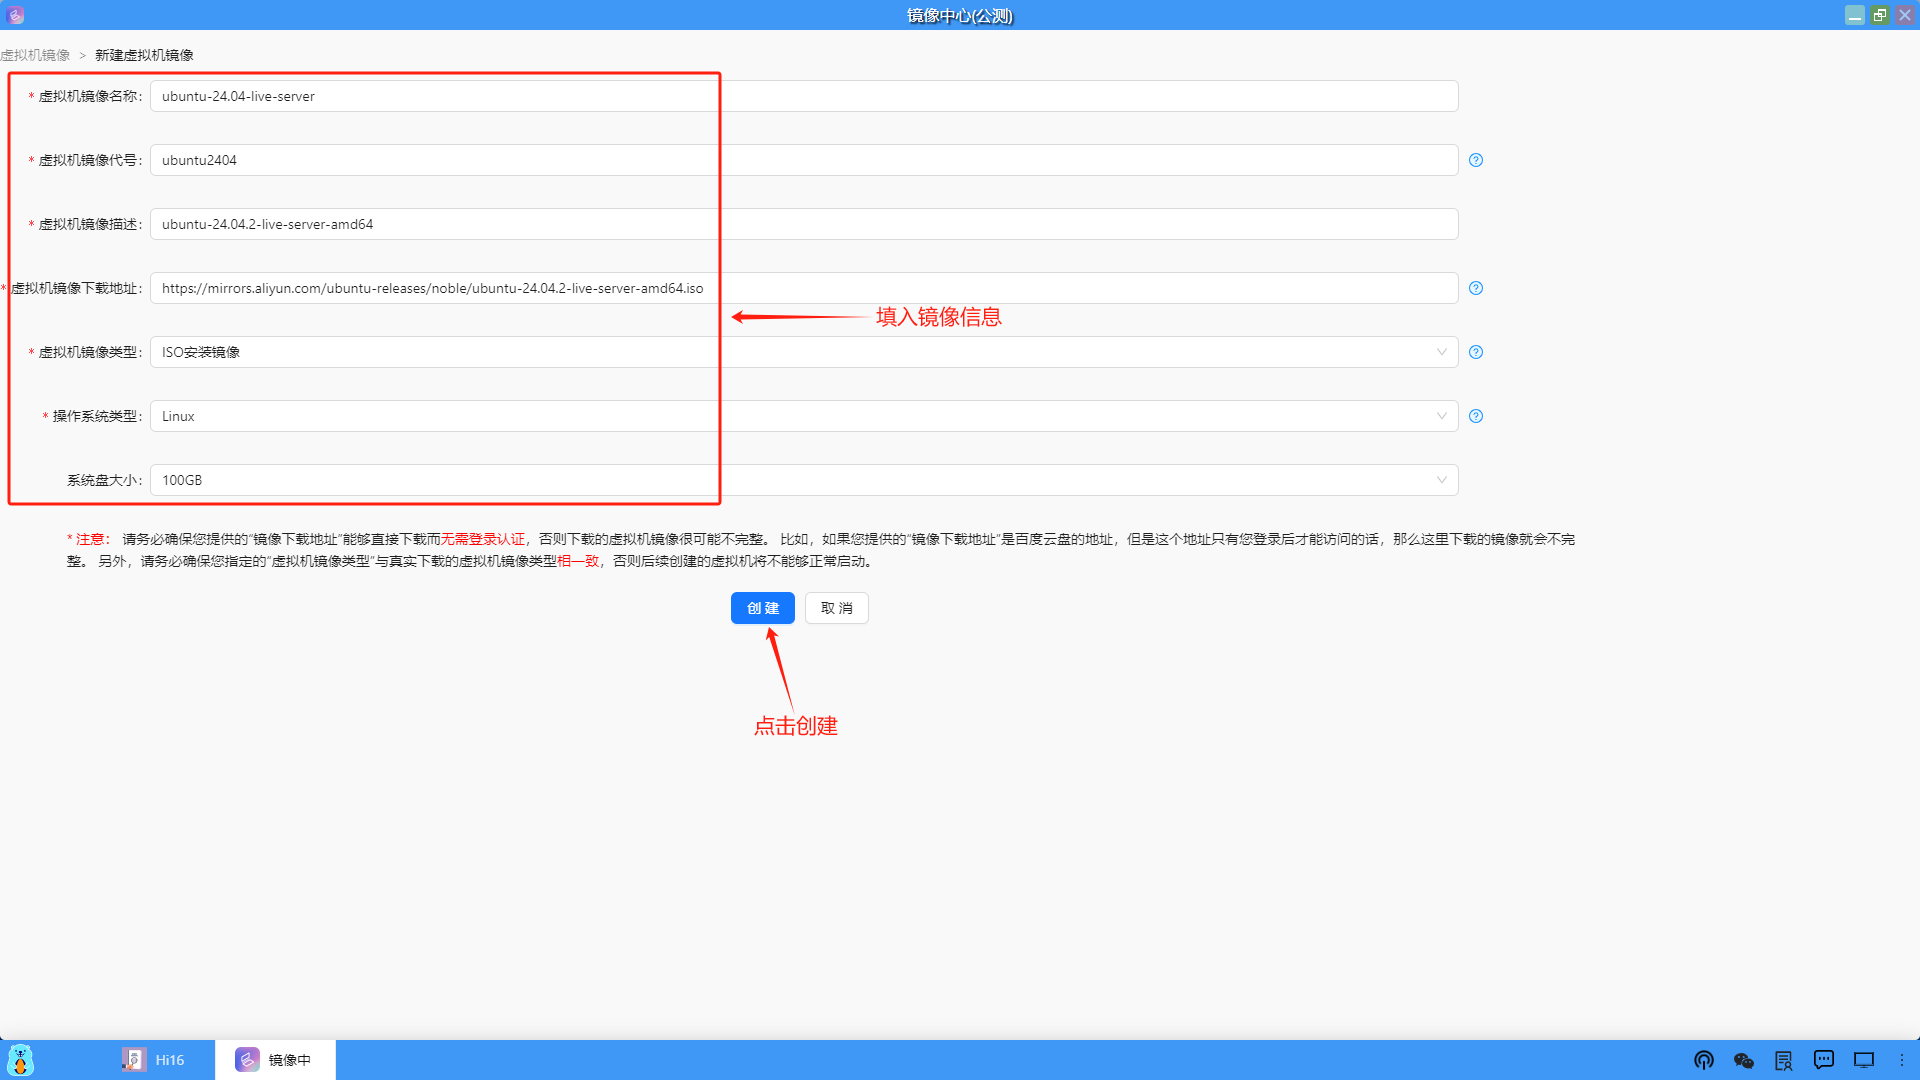 镜像中心(公测)
虚拟机镜像 > 新建虚拟机镜像
* 虚拟机镜像名称: ubuntu-24.04-live-server
* 虚拟机镜像代号: ubuntu2404
* 虚拟机镜像描述: ubuntu-24.04.2-live-server-amd64
* 虚拟机镜像下载地址: https://mirrors.aliyun.com/ubuntu-releases/noble/ubuntu-24.04.2-live-server-amd64.iso
填入镜像信息
* 虚拟机镜像类型: ISO安装镜像
* 操作系统类型: Linux
系统盘大小: 100GB
* 注意: 请务必确保您提供的"镜像下载地址"能够直接下载而无需登录认证，否则下载的虚拟机镜像很可能不完整。 比如，如果您提供的"镜像下载地址"是百度云盘的地址，但是这个地址只有您登录后才能访问的话，那么这里下载的镜像就会不完
整。 另外，请务必确保您指定的"虚拟机镜像类型"与真实下载的虚拟机镜像类型相一致，否则后续创建的虚拟机将不能够正常启动。
创建 取消
点击创建
Hi16 镜像中